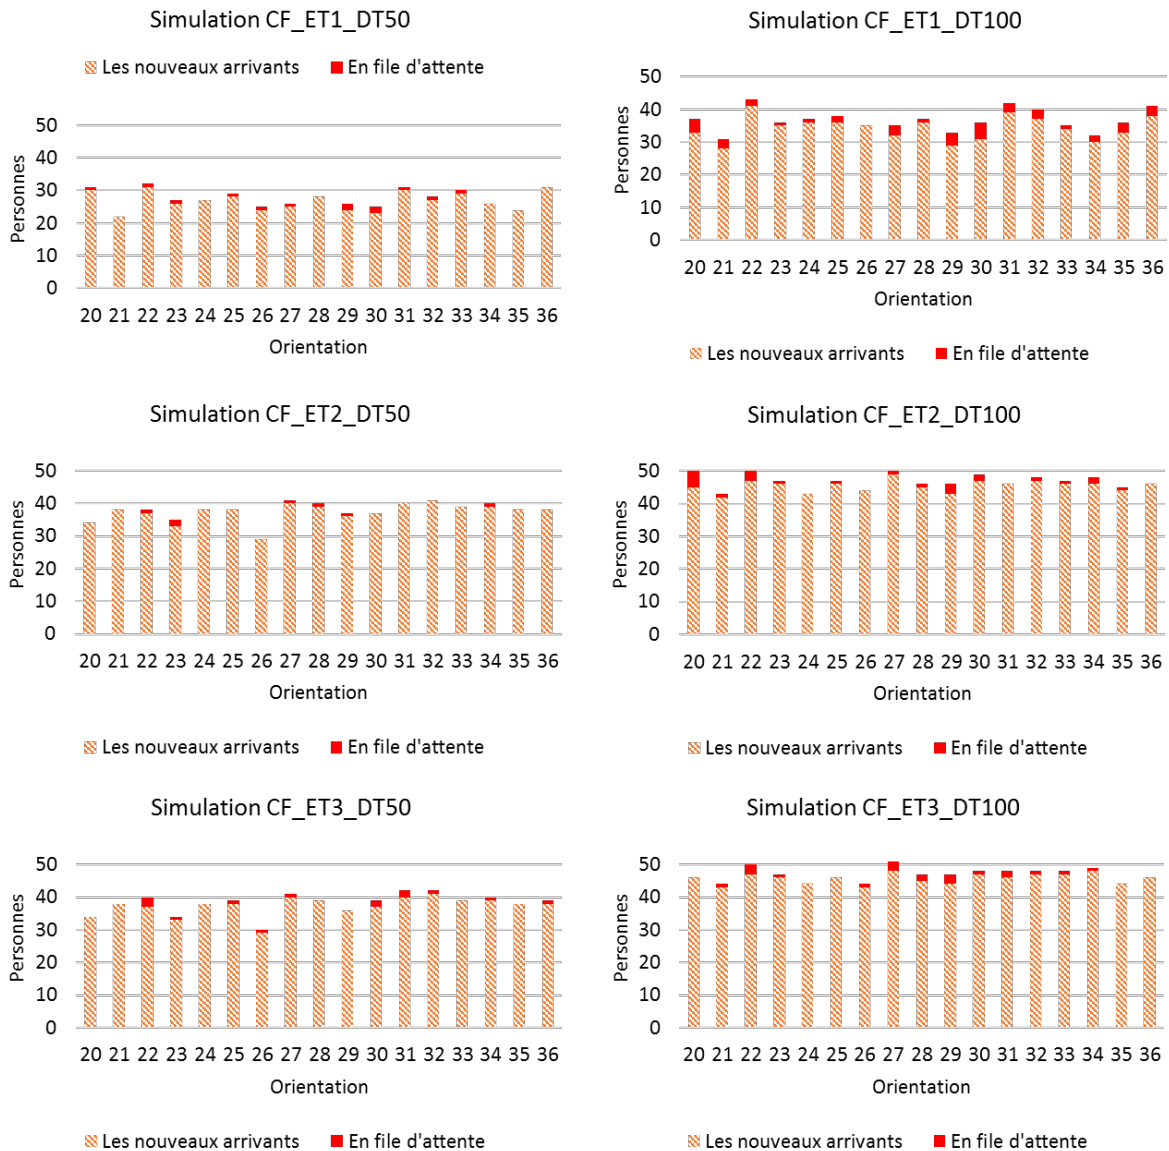 Simulation CF_ET1_DT50
Les nouveaux arrivants En file d'attente
50
40
30
20
10
0
Personnes
20 21 22 23 24 25 26 27 28 29 30 31 32 33 34 35 36
Orientation
Simulation CF_ET1_DT100
50
40
30
20
10
0
Personnes
20 21 22 23 24 25 26 27 28 29 30 31 32 33 34 35 36
Orientation
Les nouveaux arrivants En file d'attente
Simulation CF_ET2_DT50
50
40
30
20
10
0
Personnes
20 21 22 23 24 25 26 27 28 29 30 31 32 33 34 35 36
Orientation
Les nouveaux arrivants En file d'attente
Simulation CF_ET2_DT100
50
40
30
20
10
0
Personnes
20 21 22 23 24 25 26 27 28 29 30 31 32 33 34 35 36
Orientation
Les nouveaux arrivants En file d'attente
Simulation CF_ET3_DT50
50
40
30
20
10
0
Personnes
20 21 22 23 24 25 26 27 28 29 30 31 32 33 34 35 36
Orientation
Les nouveaux arrivants En file d'attente
Simulation CF_ET3_DT100
50
40
30
20
10
0
Personnes
20 21 22 23 24 25 26 27 28 29 30 31 32 33 34 35 36
Orientation
Les nouveaux arrivants En file d'attente